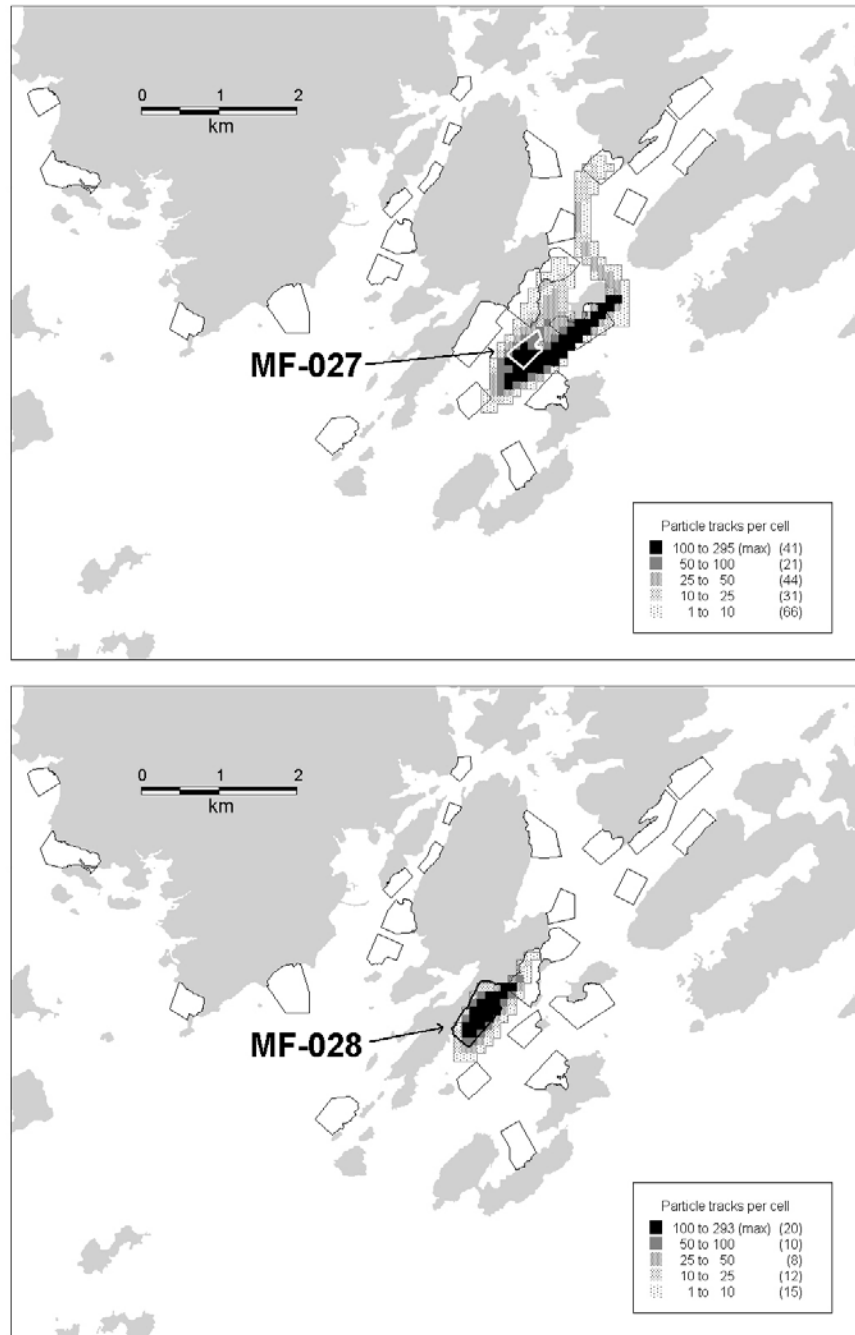 0 1 2
km
MF-027
Particle tracks per cell
100 to 295 (max) (41)
50 to 100 (21)
25 to 50 (44)
10 to 25 (31)
1 to 10 (66)
0 1 2
km
MF-028
Particle tracks per cell
100 to 293 (max) (20)
50 to 100 (10)
25 to 50 (8)
10 to 25 (12)
1 to 10 (15)